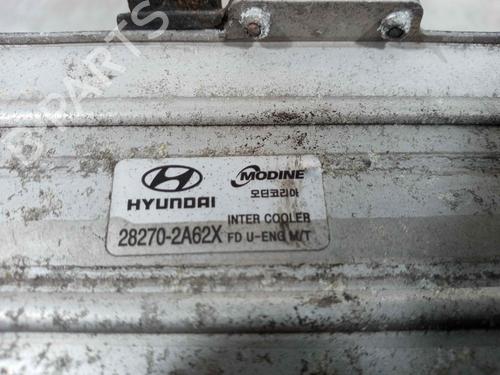 HYUNDAI
MODINE
모딘코리아
INTER COOLER
28270-2A62X FD U-ENG M/T
B-PARTS